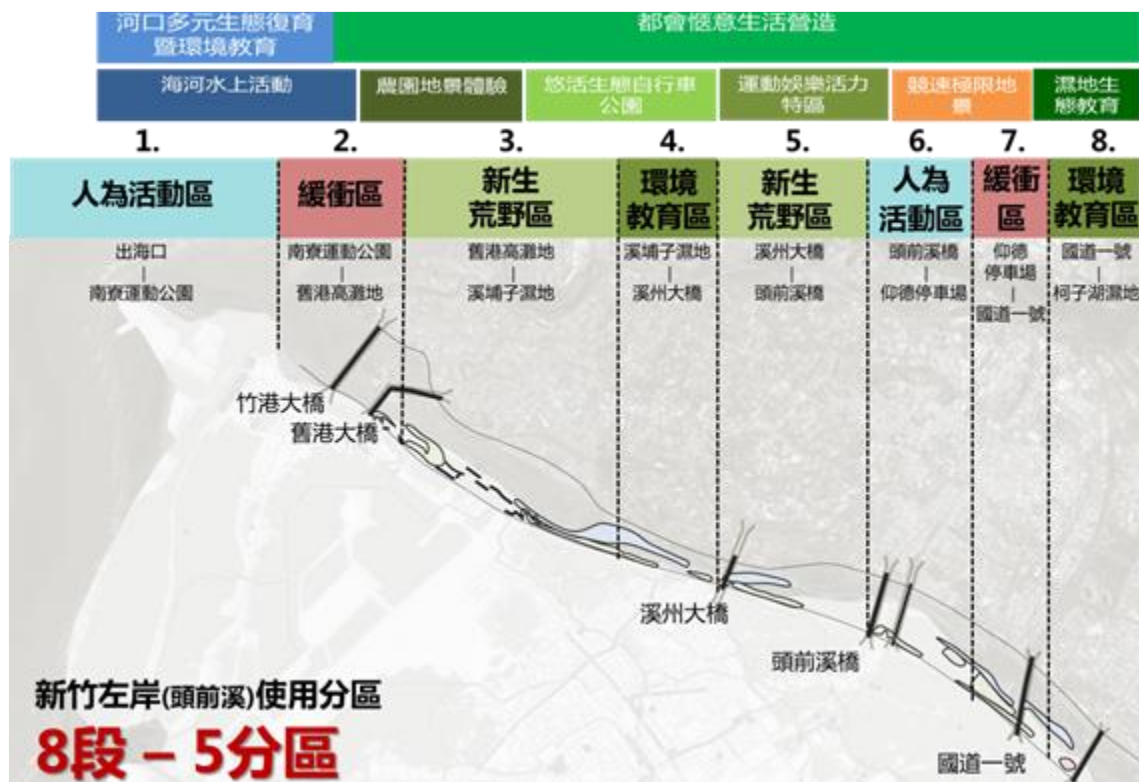 河口多元生態復育
暨環境教育
都會愜意生活營造
海河水上活動
農園地景體驗
悠活生態自行車
公園
運動娛樂活力
特區
競速極限地
景
濕地生
態教育
1.
2.
3.
4.
5.
6.
7.
8.
人為活動區
緩衝區
新生
荒野區
環境
教育區
新生
荒野區
人為
活動區
緩衝
區
環境
教育區
出海口
|
南寮運動公園
南寮運動公園
|
舊港高灘地
舊港高灘地
|
溪埔子濕地
溪埔子濕地
|
溪州大橋
溪州大橋
|
頭前溪橋
頭前溪橋
|
仰德停車場
仰德
停車場
|
國道一號
國道一號
|
柯子湖濕地
竹港大橋
舊港大橋
溪州大橋
頭前溪橋
國道一號
新竹左岸(頭前溪)使用分區
8段 – 5分區